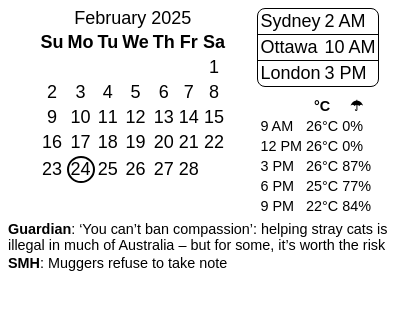 February 2025
Su Mo Tu We Th Fr Sa
1
2 3 4 5 6 7 8
9 10 11 12 13 14 15
16 17 18 19 20 21 22
23 24 25 26 27 28
Sydney 2 AM
Ottawa 10 AM
London 3 PM
°C ☂
9 AM 26°C 0%
12 PM 26°C 0%
3 PM 26°C 87%
6 PM 25°C 77%
9 PM 22°C 84%
Guardian: ‘You can’t ban compassion’: helping stray cats is
illegal in much of Australia – but for some, it’s worth the risk
SMH: Muggers refuse to take note